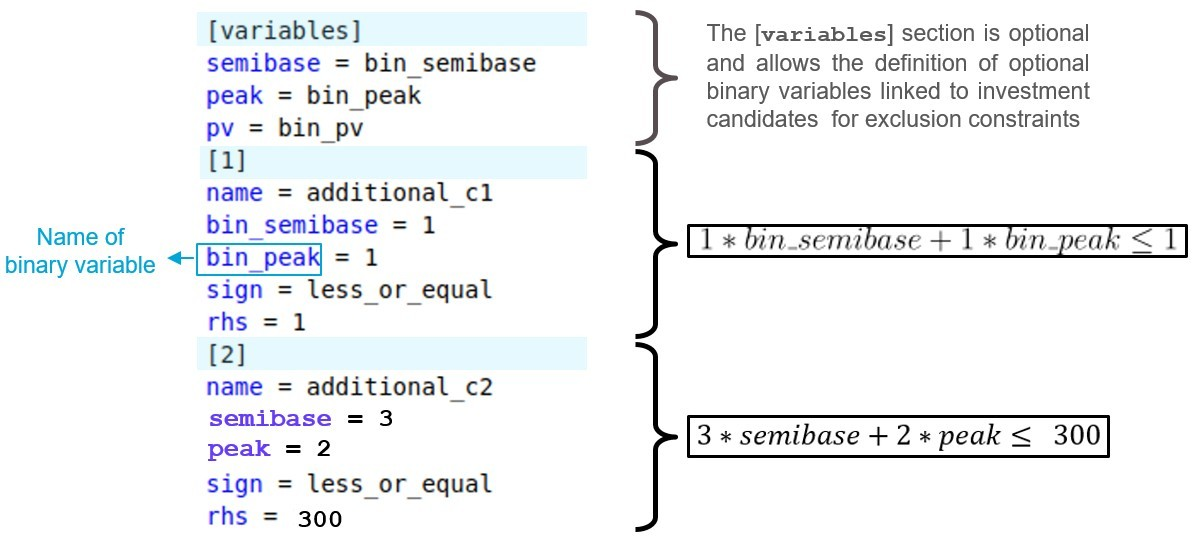 [variables]
semibase = bin_semibase
peak = bin_peak
pv = bin_pv
The [variables] section is optional
and allows the definition of optional
binary variables linked to investment
candidates for exclusion constraints
[1]
name = additional_c1
bin_semibase = 1
bin_peak = 1
sign = less_or_equal
rhs = 1
Name of
binary variable
1 * bin_semibase + 1 * bin_peak ≤ 1
[2]
name = additional_c2
semibase = 3
peak = 2
sign = less_or_equal
rhs = 300
3 * semibase + 2 * peak ≤ 300